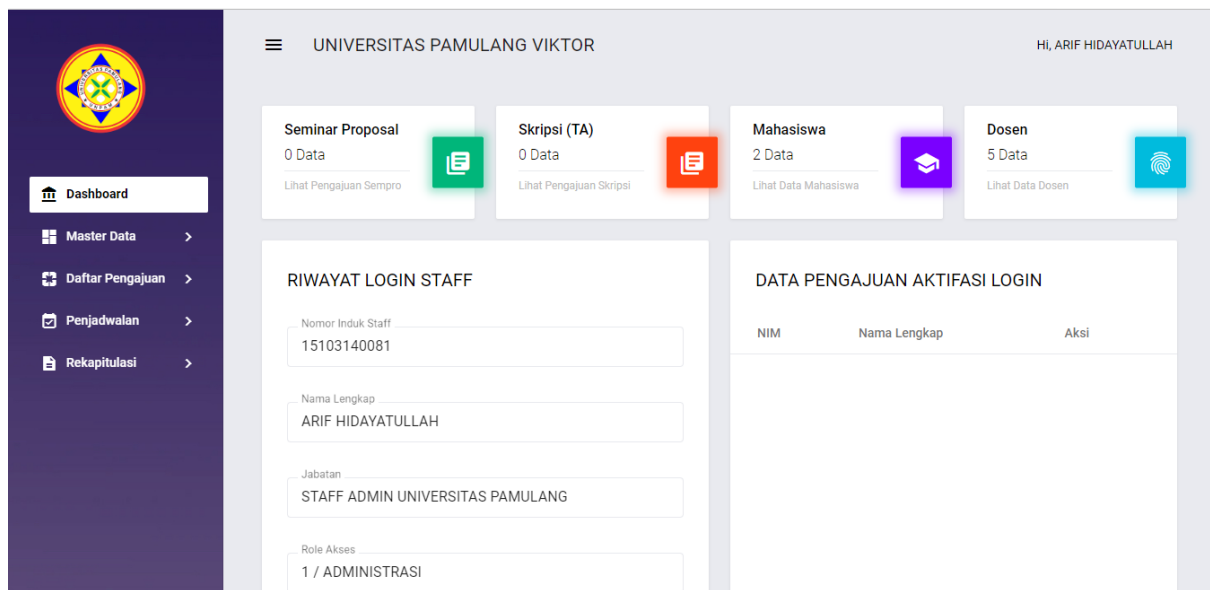 UNIVERSITAS PAMULANG VIKTOR
Hi, ARIF HIDAYATULLAH
UNIVERSITAS PAMULANG
UNPAM
Dashboard
Master Data
Daftar Pengajuan
Penjadwalan
Rekapitulasi
Seminar Proposal
0 Data
Lihat Pengajuan Sempro
Skripsi (TA)
0 Data
Lihat Pengajuan Skripsi
Mahasiswa
2 Data
Lihat Data Mahasiswa
Dosen
5 Data
Lihat Data Dosen
RIWAYAT LOGIN STAFF
Nomor Induk Staff
15103140081
Nama Lengkap
ARIF HIDAYATULLAH
Jabatan
STAFF ADMIN UNIVERSITAS PAMULANG
Role Akses
1 / ADMINISTRASI
DATA PENGAJUAN AKTIFASI LOGIN
NIM Nama Lengkap Aksi